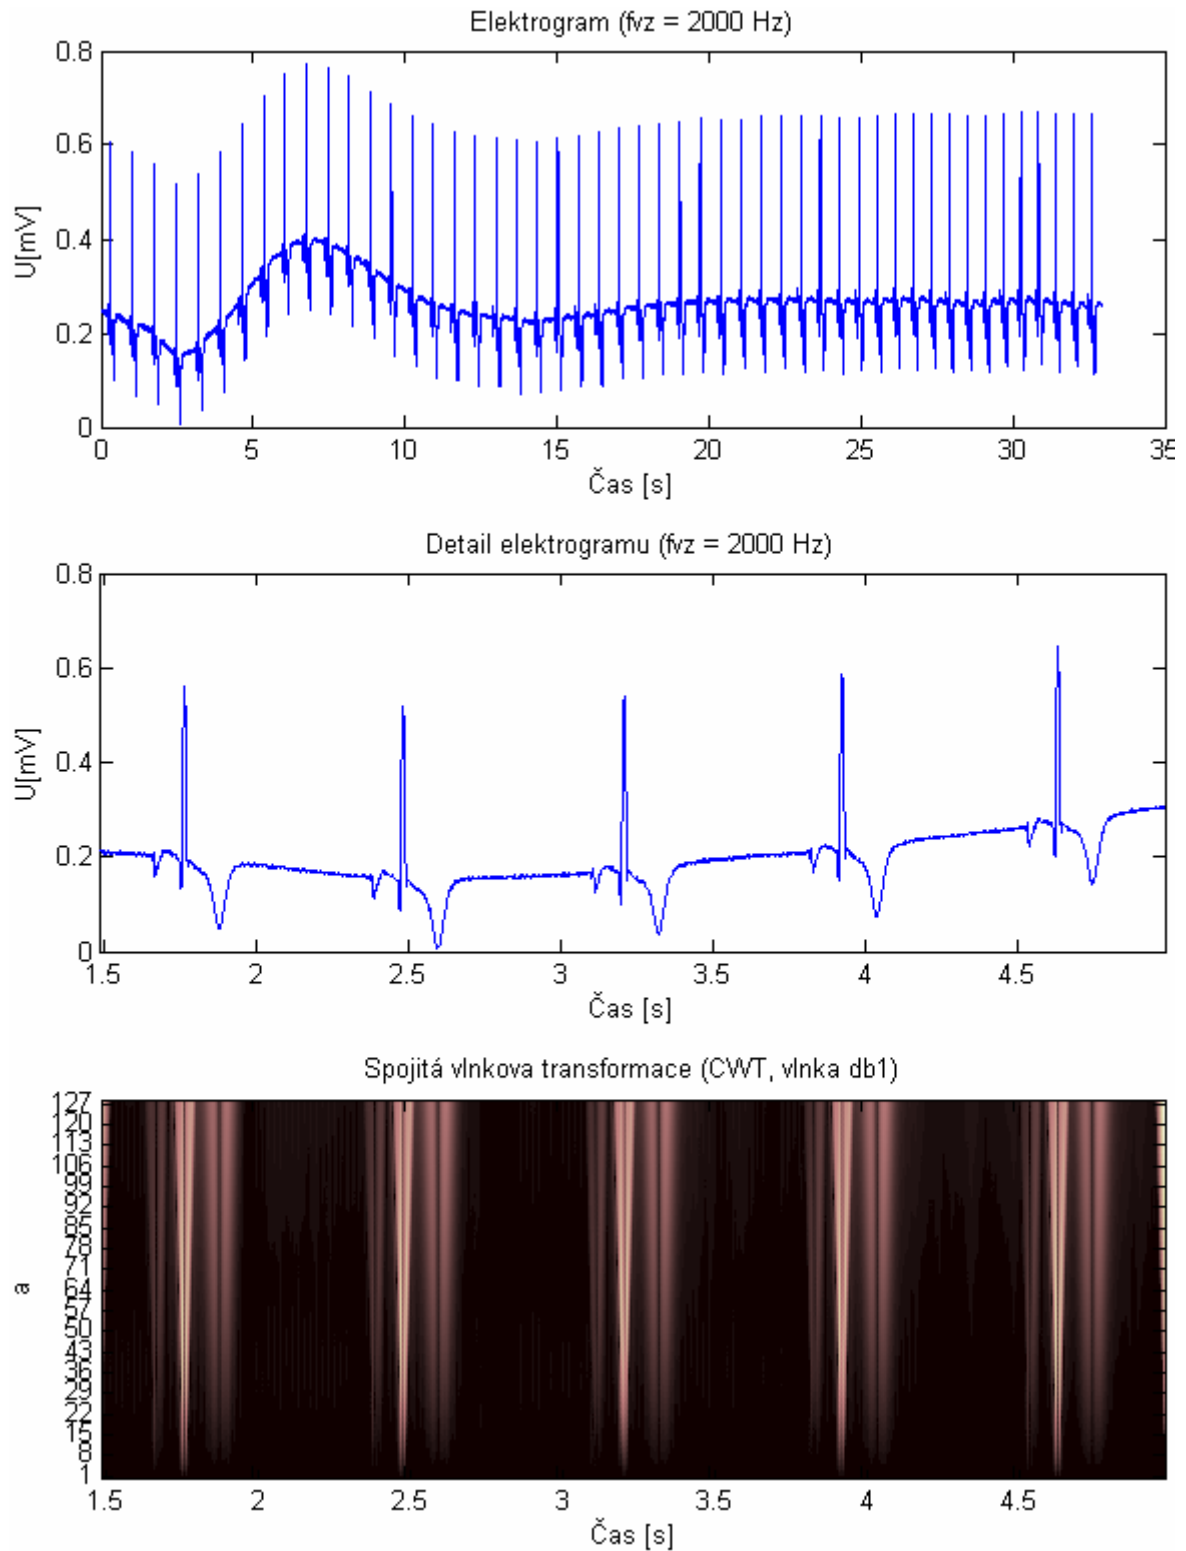 Elektrogram (fvz = 2000 Hz)
0.8
0.6
0.4
0.2
0
U[mV]
0 5 10 15 20 25 30 35
Čas [s]
Detail elektrogramu (fvz = 2000 Hz)
0.8
0.6
0.4
0.2
0
U[mV]
1.5 2 2.5 3 3.5 4 4.5
Čas [s]
Spojitá vlnkova transformace (CWT, vlnka db1)
127
120
113
106
99
92
85
78
71
64
57
50
43
36
29
22
15
8
1
a
1.5 2 2.5 3 3.5 4 4.5
Čas [s]